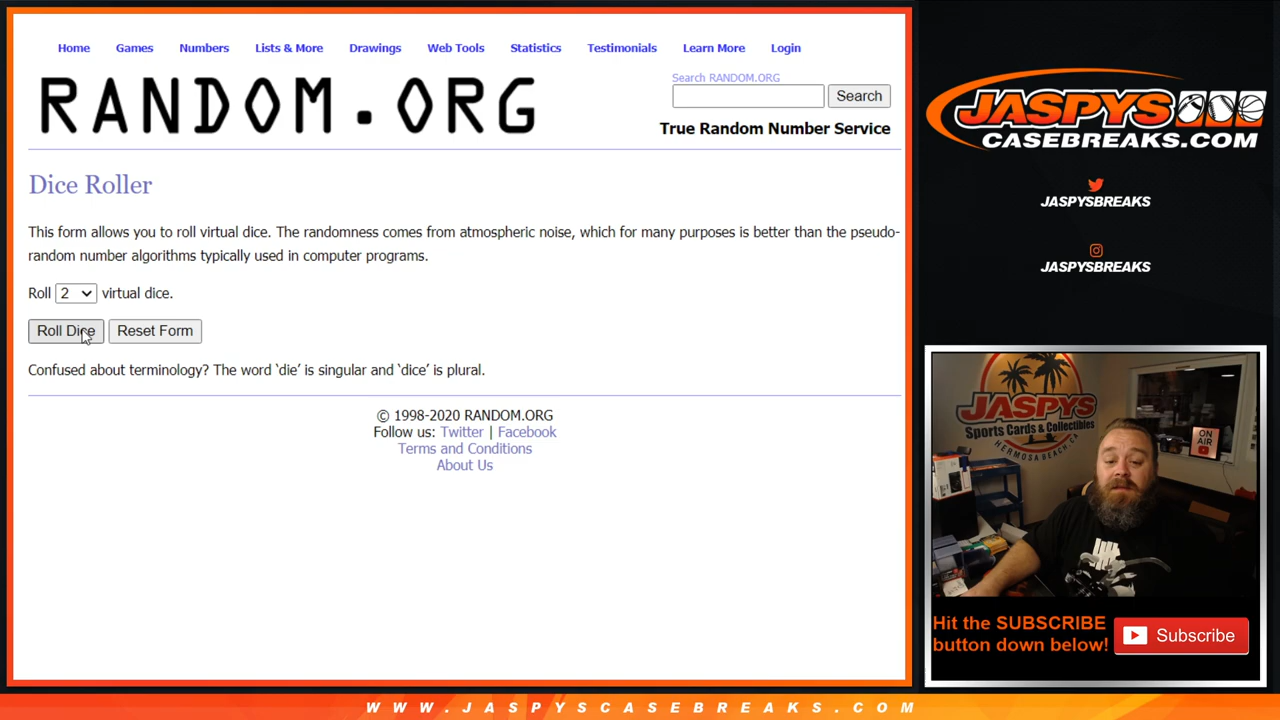 Home Games Numbers Lists & More Drawings Web Tools Statistics Testimonials Learn More Login
RANDOM.ORG
Search RANDOM.ORG
Search
True Random Number Service
Dice Roller
This form allows you to roll virtual dice. The randomness comes from atmospheric noise, which for many purposes is better than the pseudo-
random number algorithms typically used in computer programs.
Roll 2 virtual dice.
Roll Dice Reset Form
Confused about terminology? The word ‘die’ is singular and ‘dice’ is plural.
© 1998-2020 RANDOM.ORG
Follow us: Twitter | Facebook
Terms and Conditions
About Us
JASPYS
CASEBREAKS.COM
JASPYSBREAKS
JASPYSBREAKS
JASPYS
Sports Cards & Collectibles
HERMOSA BEACH, CA
ON
AIR
Hit the SUBSCRIBE
button down below!
Subscribe
WWW.JASPYSCASEBREAKS.COM